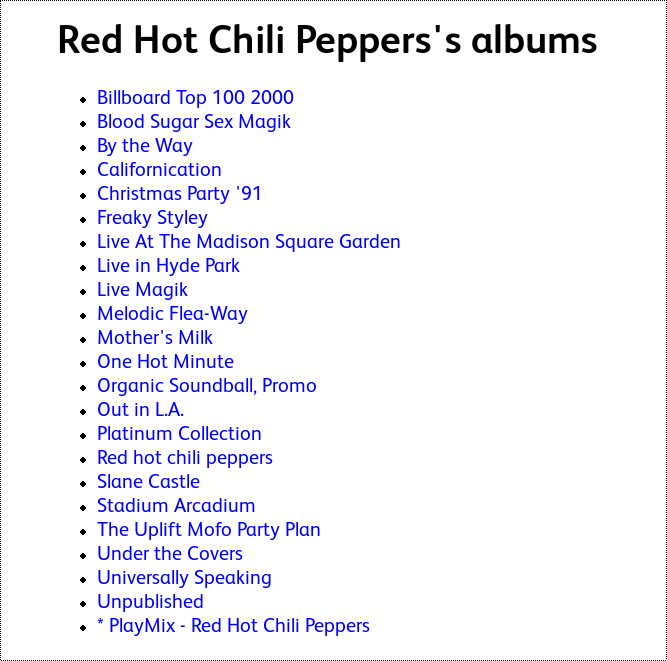 Red Hot Chili Peppers's albums
Billboard Top 100 2000
Blood Sugar Sex Magik
By the Way
Californication
Christmas Party '91
Freaky Styley
Live At The Madison Square Garden
Live in Hyde Park
Live Magik
Melodic Flea-Way
Mother's Milk
One Hot Minute
Organic Soundball, Promo
Out in L.A.
Platinum Collection
Red hot chili peppers
Slane Castle
Stadium Arcadium
The Uplift Mofo Party Plan
Under the Covers
Universally Speaking
Unpublished
* PlayMix - Red Hot Chili Peppers